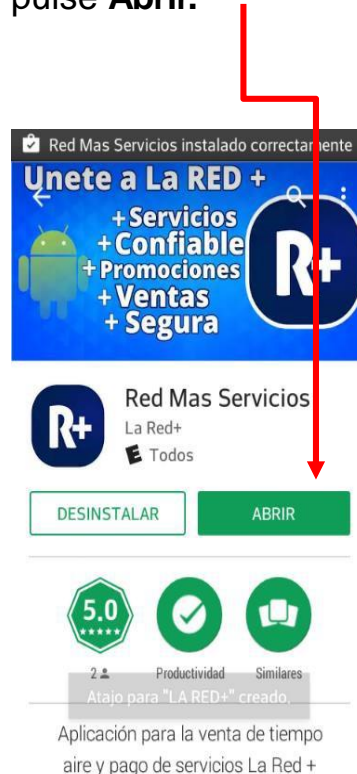 pulse Abrir.
Red Mas Servicios instalado correctamente
Unete a La RED +
+ Servicios
+ Confiable
+ Promociones
+ Ventas
+ Segura
R+
R+
Red Mas Servicios
La Red+
E Todos
DESINSTALAR
ABRIR
5.0
2
Productividad
Similares
Atajo para "LA RED+" creado.
Aplicación para la venta de tiempo
aire y pago de servicios La Red +